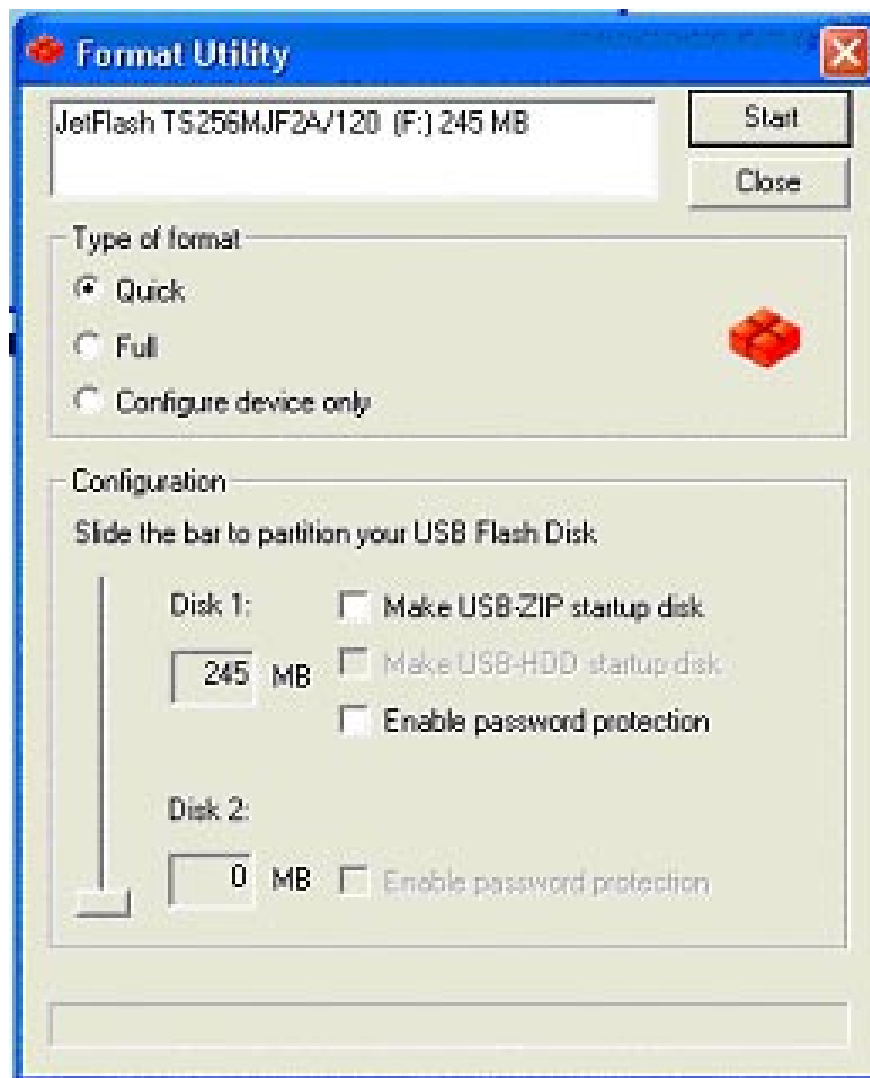 Format Utility
JetFlash TS256MJF2A/120 (F:) 245 MB
Start
Close
Type of format
Quick
Full
Configure device only
Configuration
Slide the bar to partition your USB Flash Disk
Disk 1:
Make USB-ZIP startup disk
245 MB
Make USB-HDD startup disk
Enable password protection
Disk 2:
0 MB
Enable password protection